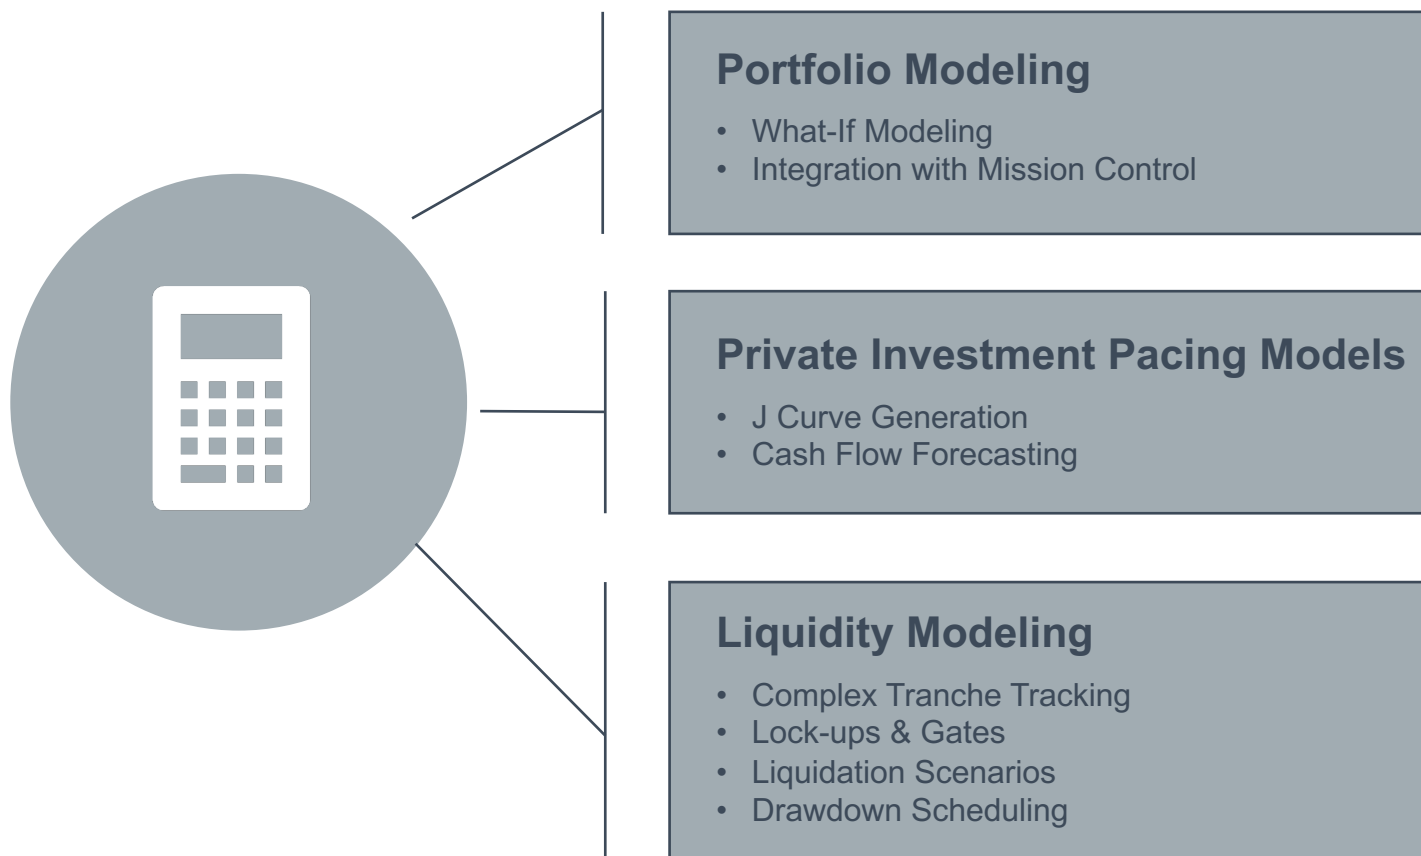 Portfolio Modeling
• What-If Modeling
• Integration with Mission Control
Private Investment Pacing Models
• J Curve Generation
• Cash Flow Forecasting
Liquidity Modeling
• Complex Tranche Tracking
• Lock-ups & Gates
• Liquidation Scenarios
• Drawdown Scheduling